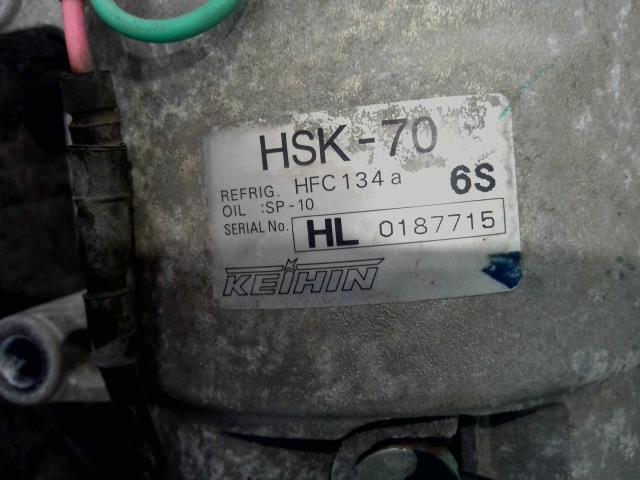 HSK-70
REFRIG. HFC134a 6S
OIL :SP-10
SERIAL No. HL 0187715
KEIHIN